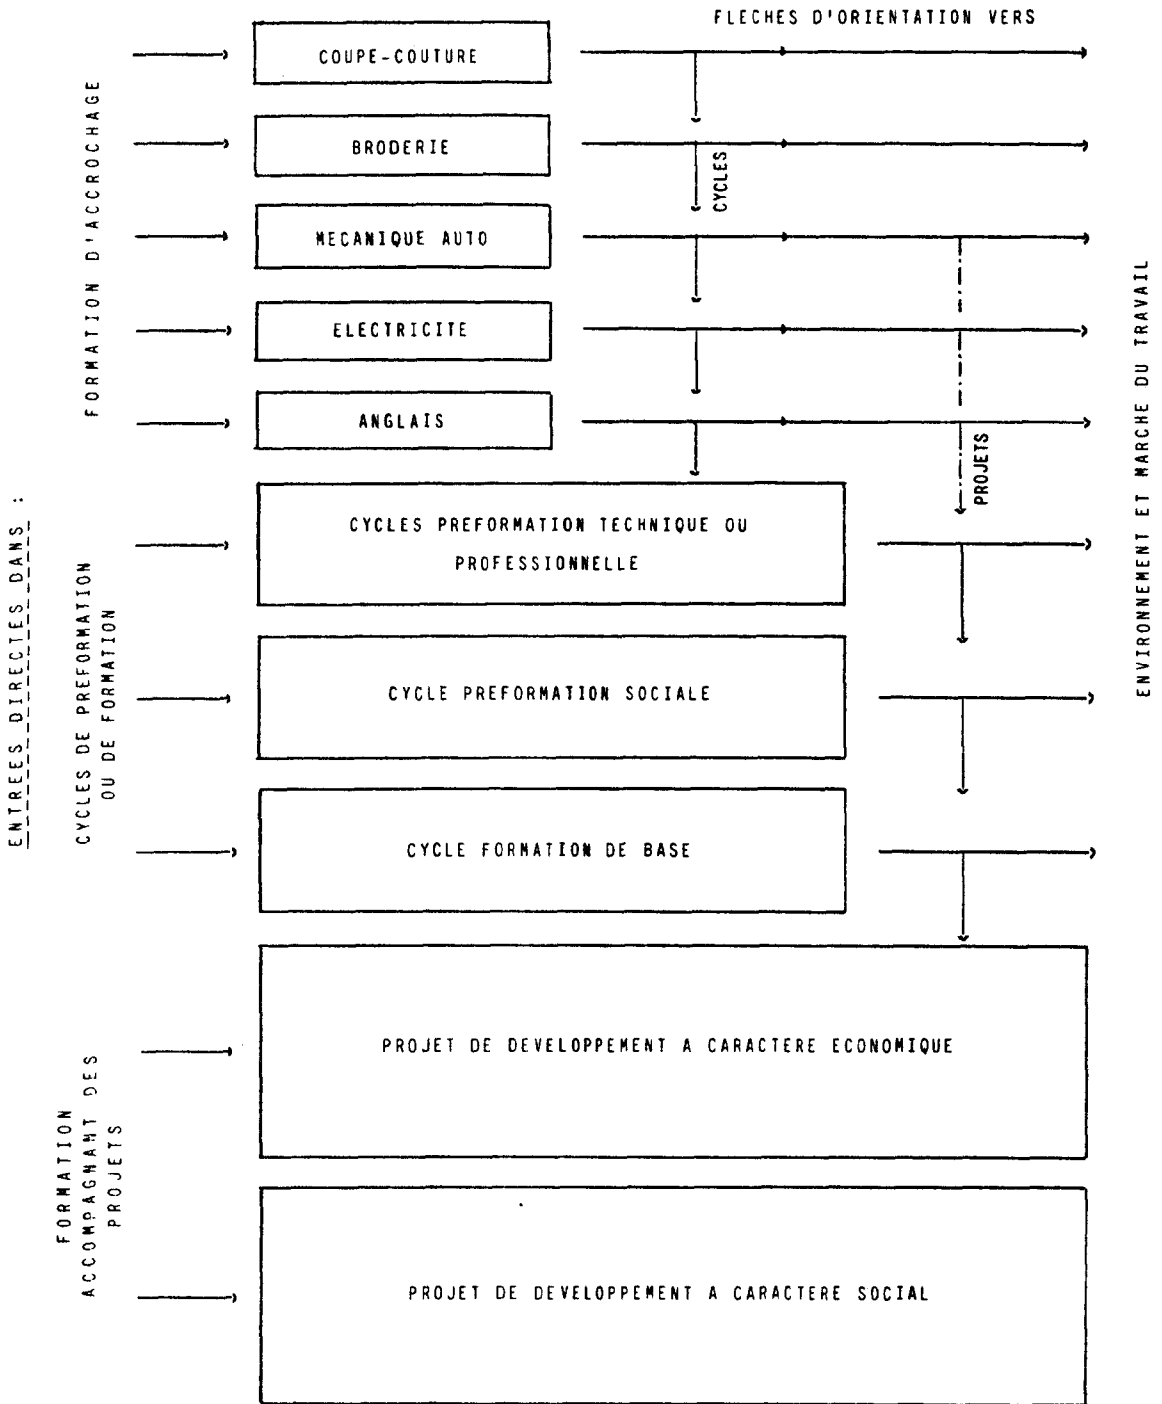 FLECHES D'ORIENTATION VERS
FORMATION D'ACCROCHAGE
COUPE-COUTURE
BRODERIE
CYCLES
MECANIQUE AUTO
ELECTRICITE
ANGLAIS
PROJETS
ENVIRONNEMENT ET MARCHE DU TRAVAIL
ENTREES DIRECTES DANS :
CYCLES DE PREFORMATION
OU DE FORMATION
CYCLES PREFORMATION TECHNIQUE OU
PROFESSIONNELLE
CYCLE PREFORMATION SOCIALE
CYCLE FORMATION DE BASE
FORMATION
ACCOMPAGNANT DES
PROJETS
PROJET DE DEVELOPPEMENT A CARACTERE ECONOMIQUE
PROJET DE DEVELOPPEMENT A CARACTERE SOCIAL